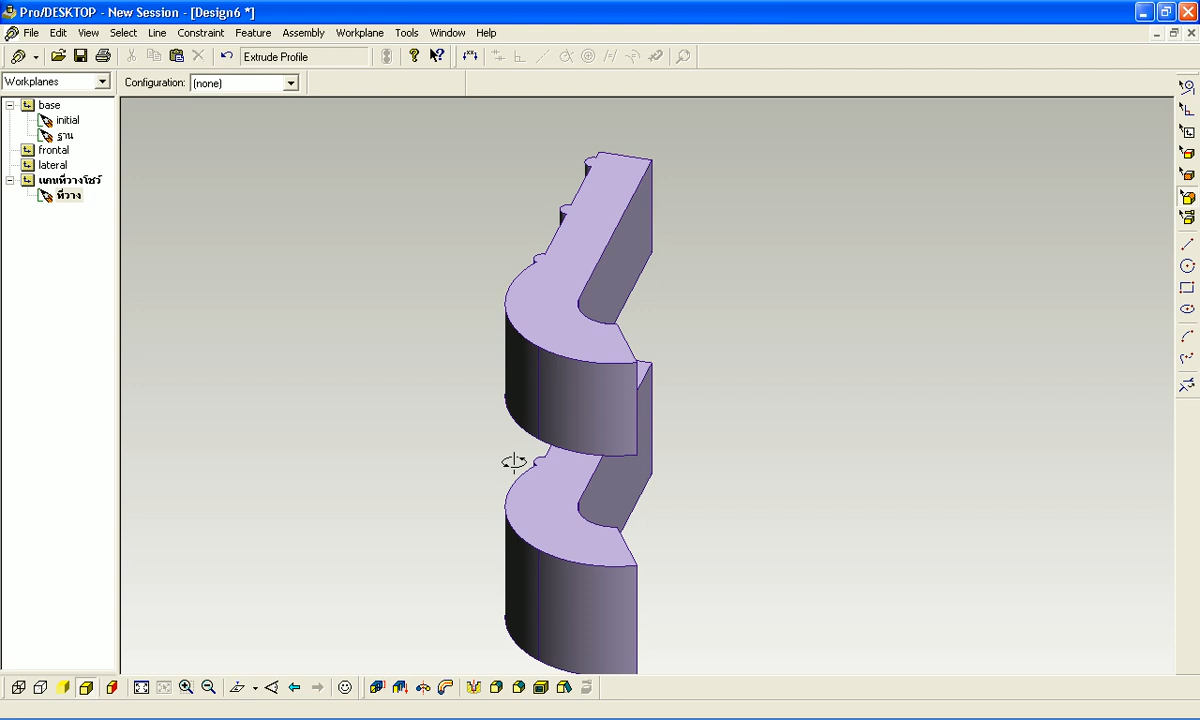 Pro/DESKTOP - New Session - [Design6 *]
File Edit View Select Line Constraint Feature Assembly Workplane Tools Window Help
Extrude Profile
Workplanes Configuration: (none)
base
initial
ฐาน
frontal
lateral
แคนที่วางโชว์
ที่วาง